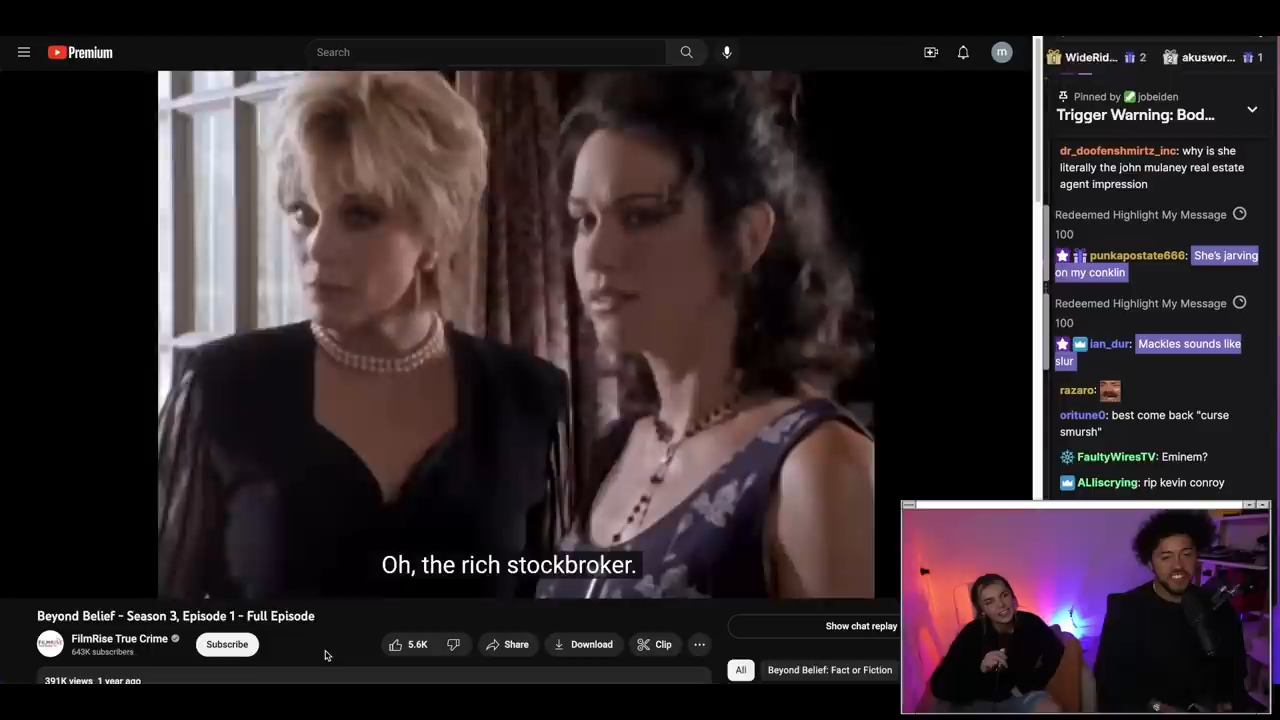 Premium
Search
m
WideRid... 2 akuswor... 1
Pinned by jobeiden
Trigger Warning: Bod...
dr_doofenshmirtz_inc: why is she
literally the john mulaney real estate
agent impression
Redeemed Highlight My Message
100
punkapostate666: She's jarving
on my conklin
Redeemed Highlight My Message
100
ian_dur: Mackles sounds like
slur
razaro:
oritune0: best come back "curse
smursh"
FaultyWiresTV: Eminem?
ALliscrying: rip kevin conroy
Oh, the rich stockbroker.
Beyond Belief - Season 3, Episode 1 - Full Episode
FilmRise True Crime
643K subscribers
Subscribe
5.6K
Share
Download
Clip
Show chat replay
All
Beyond Belief: Fact or Fiction
391K views 1 year ago